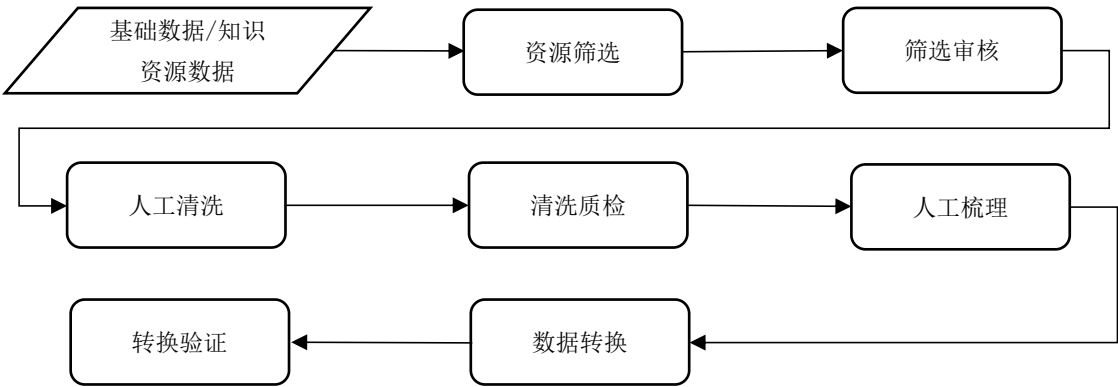 基础数据/知识
资源数据
资源筛选
筛选审核
人工清洗
清洗质检
人工梳理
数据转换
转换验证